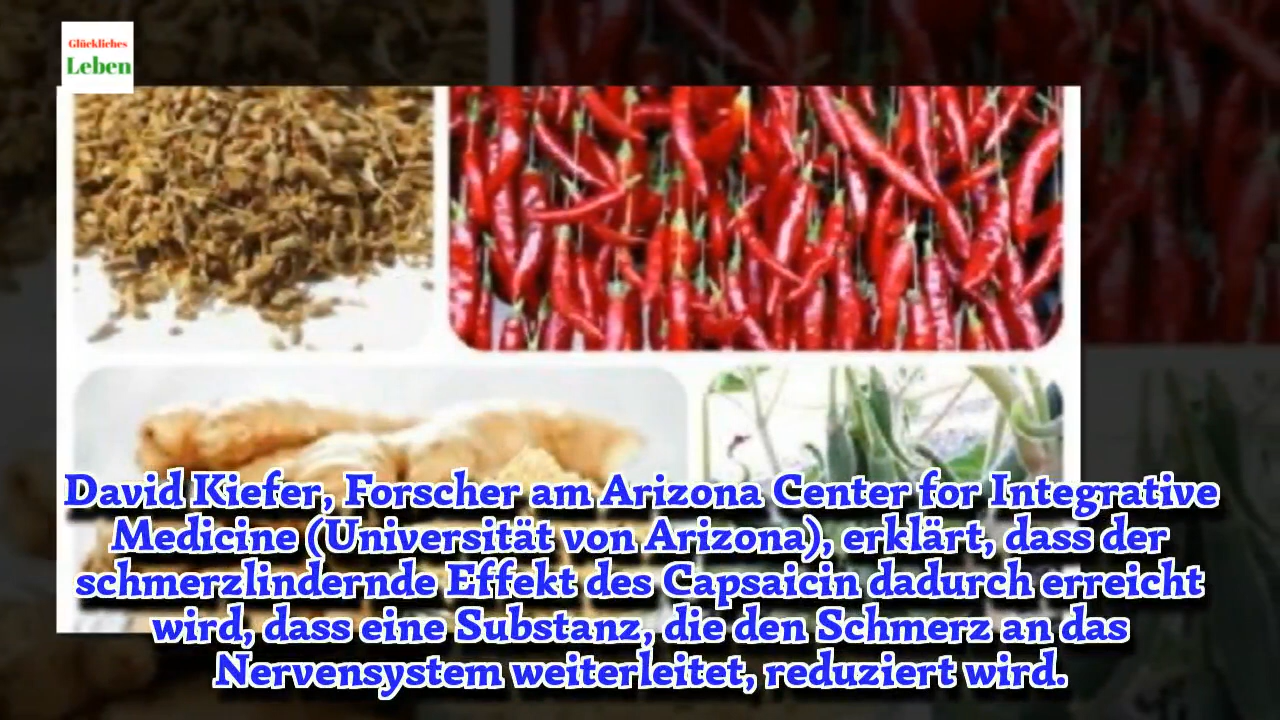 Glückliches
Leben
David Kiefer, Forscher am Arizona Center for Integrative
Medicine (Universität von Arizona), erklärt, dass der
schmerzlindernde Effekt des Capsaicin dadurch erreicht
wird, dass eine Substanz, die den Schmerz an das
Nervensystem weiterleitet, reduziert wird.